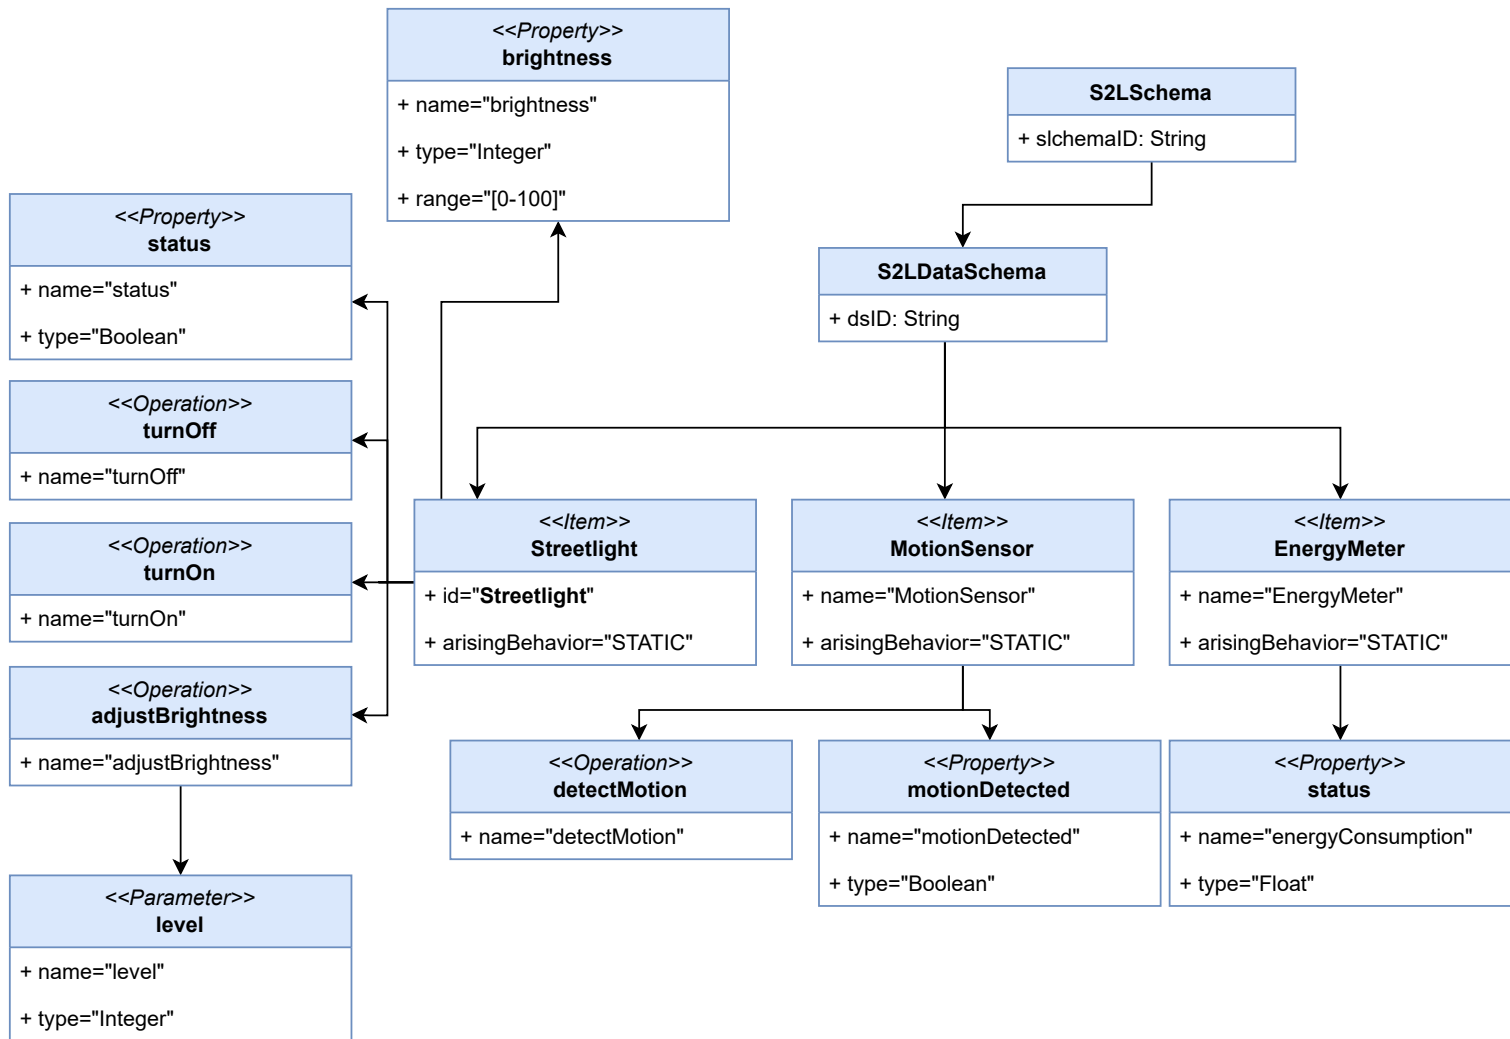 <<Property>>
brightness
+ name="brightness"
+ type="Integer"
+ range="[0-100]"
S2LSchema
+ slchemaID: String
<<Property>>
status
+ name="status"
+ type="Boolean"
S2LDataSchema
+ dsID: String
<<Operation>>
turnOff
+ name="turnOff"
<<Operation>>
turnOn
+ name="turnOn"
<<Item>>
Streetlight
+ id="Streetlight"
+ arisingBehavior="STATIC"
<<Item>>
MotionSensor
+ name="MotionSensor"
+ arisingBehavior="STATIC"
<<Item>>
EnergyMeter
+ name="EnergyMeter"
+ arisingBehavior="STATIC"
<<Operation>>
adjustBrightness
+ name="adjustBrightness"
<<Operation>>
detectMotion
+ name="detectMotion"
<<Property>>
motionDetected
+ name="motionDetected"
+ type="Boolean"
<<Property>>
status
+ name="energyConsumption"
+ type="Float"
<<Parameter>>
level
+ name="level"
+ type="Integer"